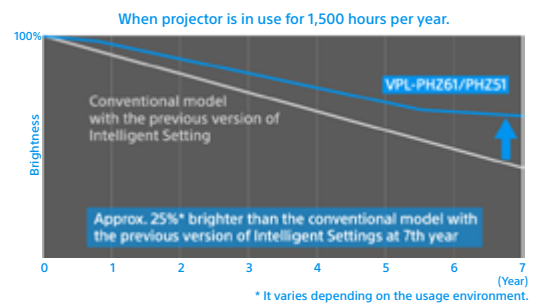 When projector is in use for 1,500 hours per year.
100%
VPL-PHZ61/PHZ51
Conventional model
with the previous version of
Intelligent Setting
Brightness
Approx. 25%* brighter than the conventional model with
the previous version of Intelligent Settings at 7th year
0 1 2 3 4 5 6 7
(Year)
* It varies depending on the usage environment.